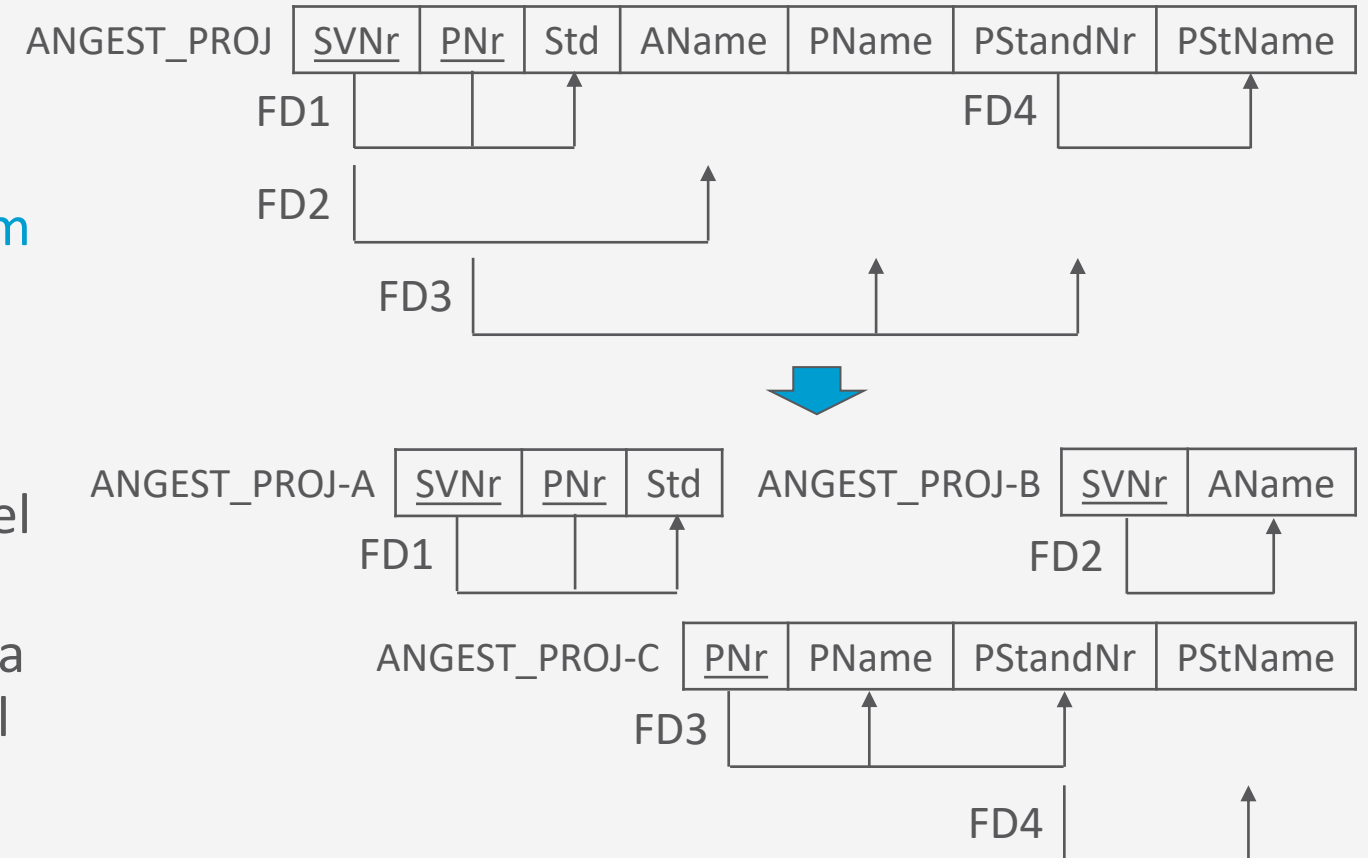 ANGEST_PROJ SVNr PNr Std AName PName PStandNr PStName
FD1 FD4
FD2
m
FD3
ANGEST_PROJ-A SVNr PNr Std ANGEST_PROJ-B SVNr AName
el
FD1 FD2
a
ANGEST_PROJ-C PNr PName PStandNr PStName
l
FD3
FD4